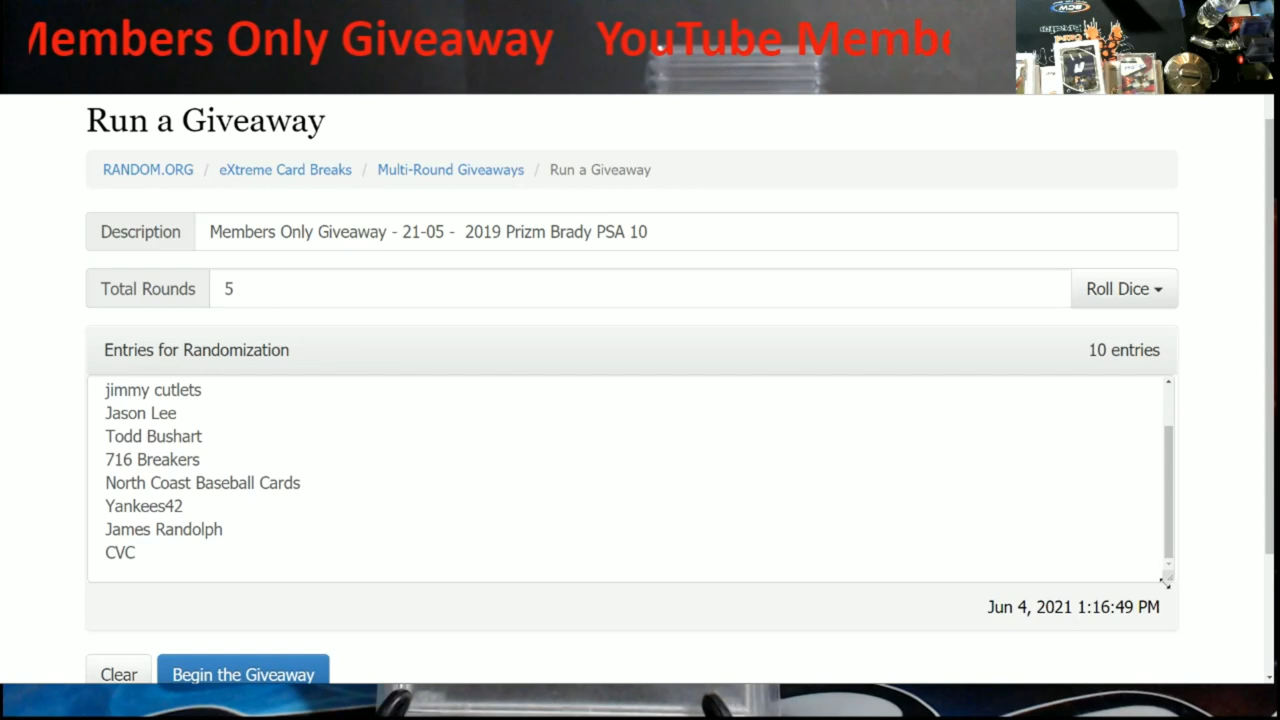 Members Only Giveaway YouTube Membe
Run a Giveaway
RANDOM.ORG / eXtreme Card Breaks / Multi-Round Giveaways / Run a Giveaway
Description Members Only Giveaway - 21-05 - 2019 Prizm Brady PSA 10
Total Rounds 5 Roll Dice
Entries for Randomization 10 entries
jimmy cutlets
Jason Lee
Todd Bushart
716 Breakers
North Coast Baseball Cards
Yankees42
James Randolph
CVC
Jun 4, 2021 1:16:49 PM
Clear Begin the Giveaway